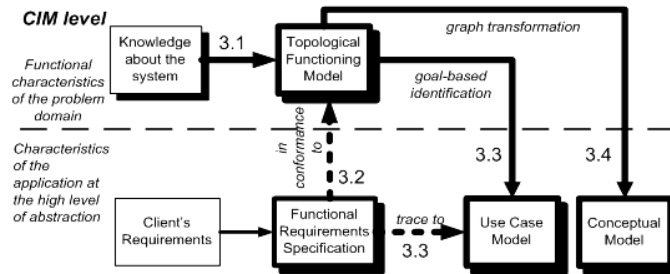 CIM level
Knowledge
about the
system
3.1
Topological
Functioning
Model
graph transformation
Functional
characteristics
of the problem
domain
goal-based
identification
Characteristics
of the
application at
the high level
of abstraction
in
conformance
to
3.2
3.3
3.4
Client's
Requirements
Functional
Requirements
Specification
trace to
3.3
Use Case
Model
Conceptual
Model